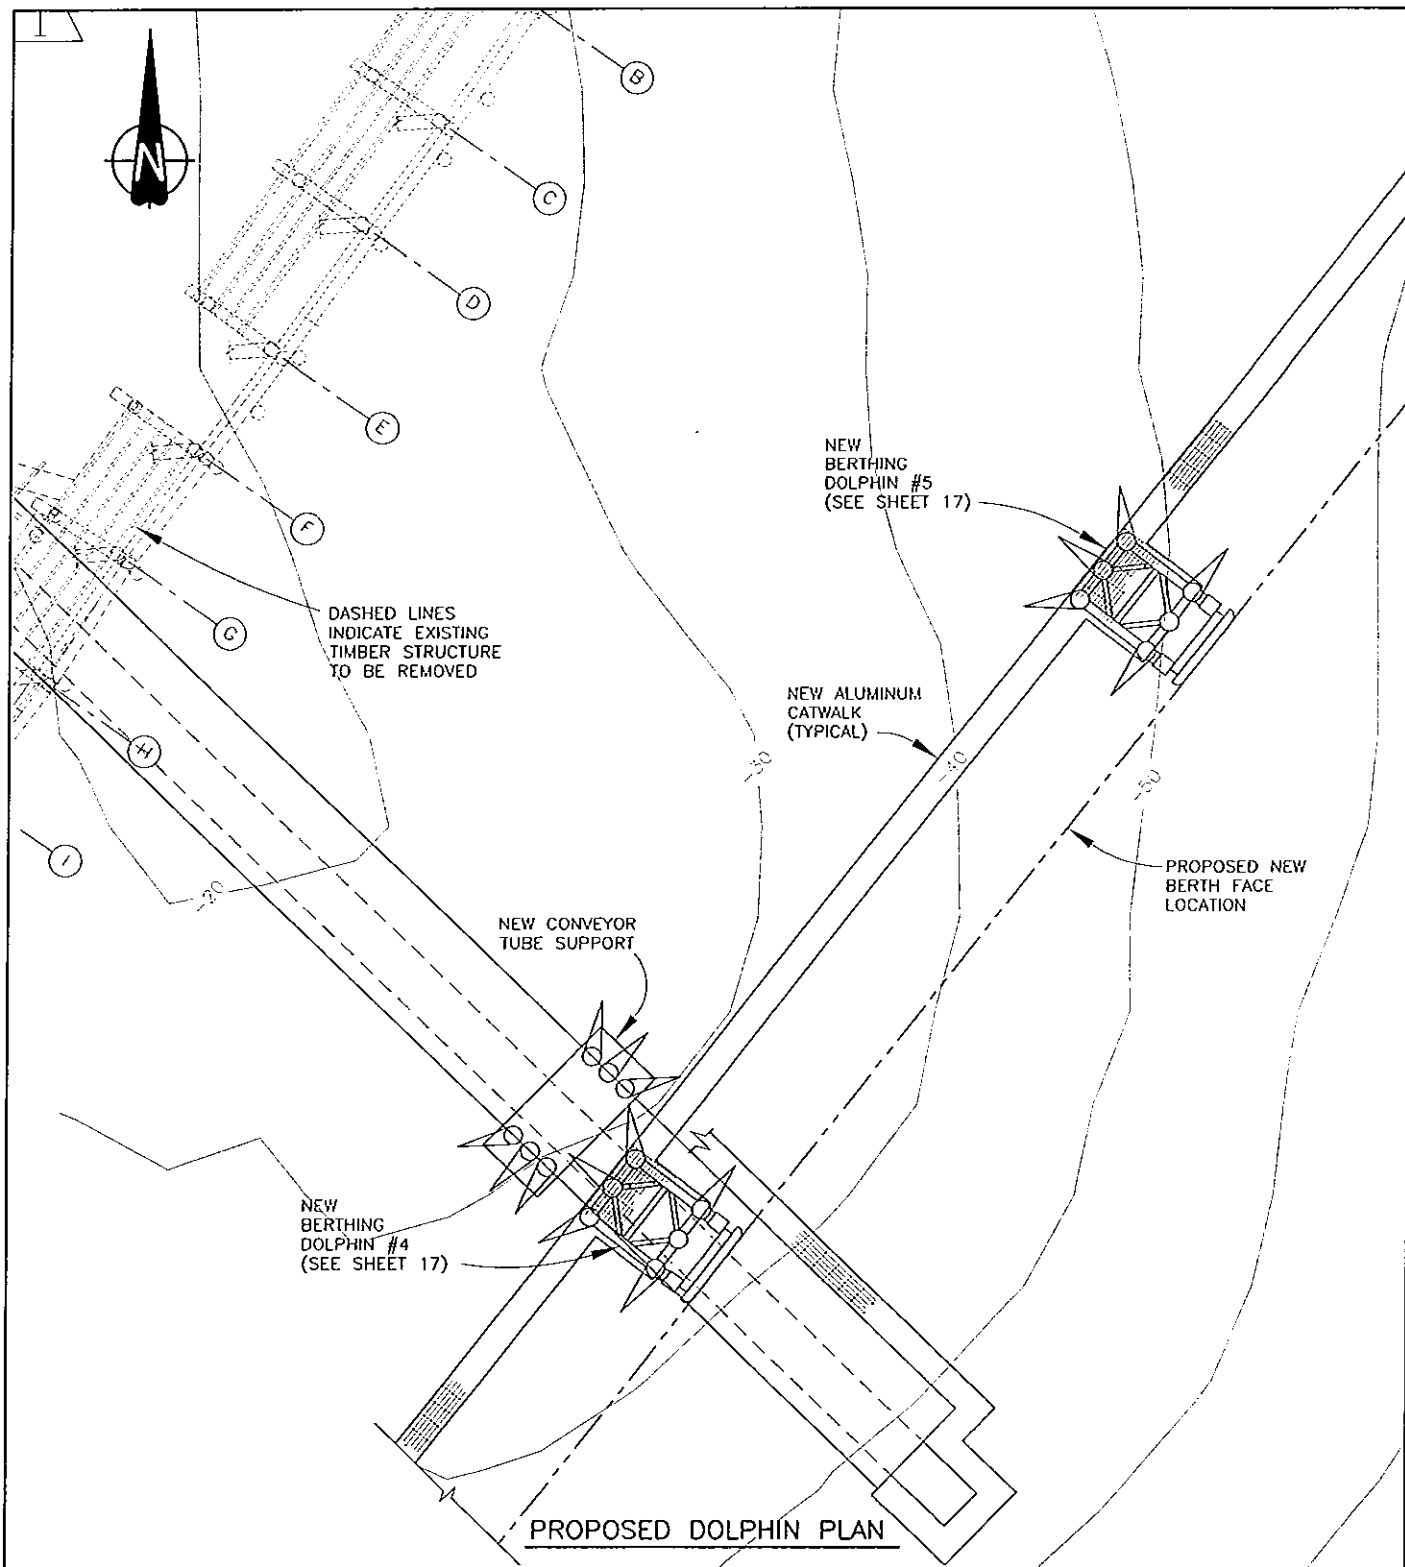 1
N
B
C
D
E
F
G
H
I
NEW
BERTHING
DOLPHIN #5
(SEE SHEET 17)
DASHED LINES
INDICATE EXISTING
TIMBER STRUCTURE
TO BE REMOVED
NEW ALUMINUM
CATWALK
(TYPICAL)
-30
-40
-50
PROPOSED NEW
BERTH FACE
LOCATION
-20
NEW CONVEYOR
TUBE SUPPORT
NEW
BERTHING
DOLPHIN #4
(SEE SHEET 17)
PROPOSED DOLPHIN PLAN